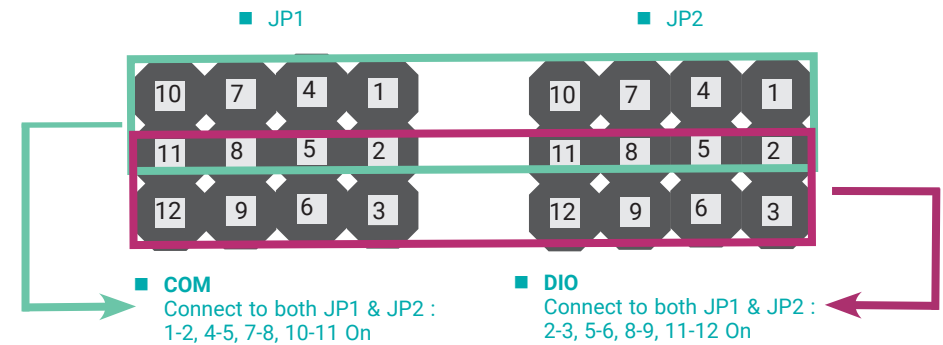 ■ JP1 ■ JP2
10 7 4 1 10 7 4 1
11 8 5 2 11 8 5 2
12 9 6 3 12 9 6 3
■ COM
Connect to both JP1 & JP2 :
1-2, 4-5, 7-8, 10-11 On
■ DIO
Connect to both JP1 & JP2 :
2-3, 5-6, 8-9, 11-12 On